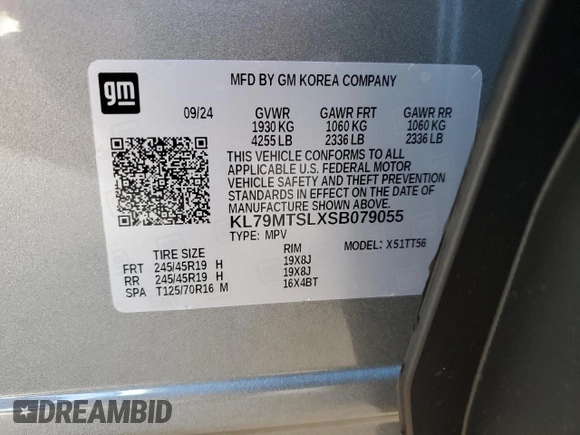 gm
MFD BY GM KOREA COMPANY
09/24 GVWR GAWR FRT GAWR RR
1930 KG 1060 KG 1060 KG
4255 LB 2336 LB 2336 LB
THIS VEHICLE CONFORMS TO ALL
APPLICABLE U.S. FEDERAL MOTOR
VEHICLE SAFETY AND THEFT PREVENTION
STANDARDS IN EFFECT ON THE DATE
OF MANUFACTURE SHOWN ABOVE.
KL79MTSLXSB079055
TYPE: MPV MODEL: X51TT56
TIRE SIZE RIM
FRT 245/45R19 H 19X8J
RR 245/45R19 H 19X8J
SPA T125/70R16 M 16X4BT
DREAMBID